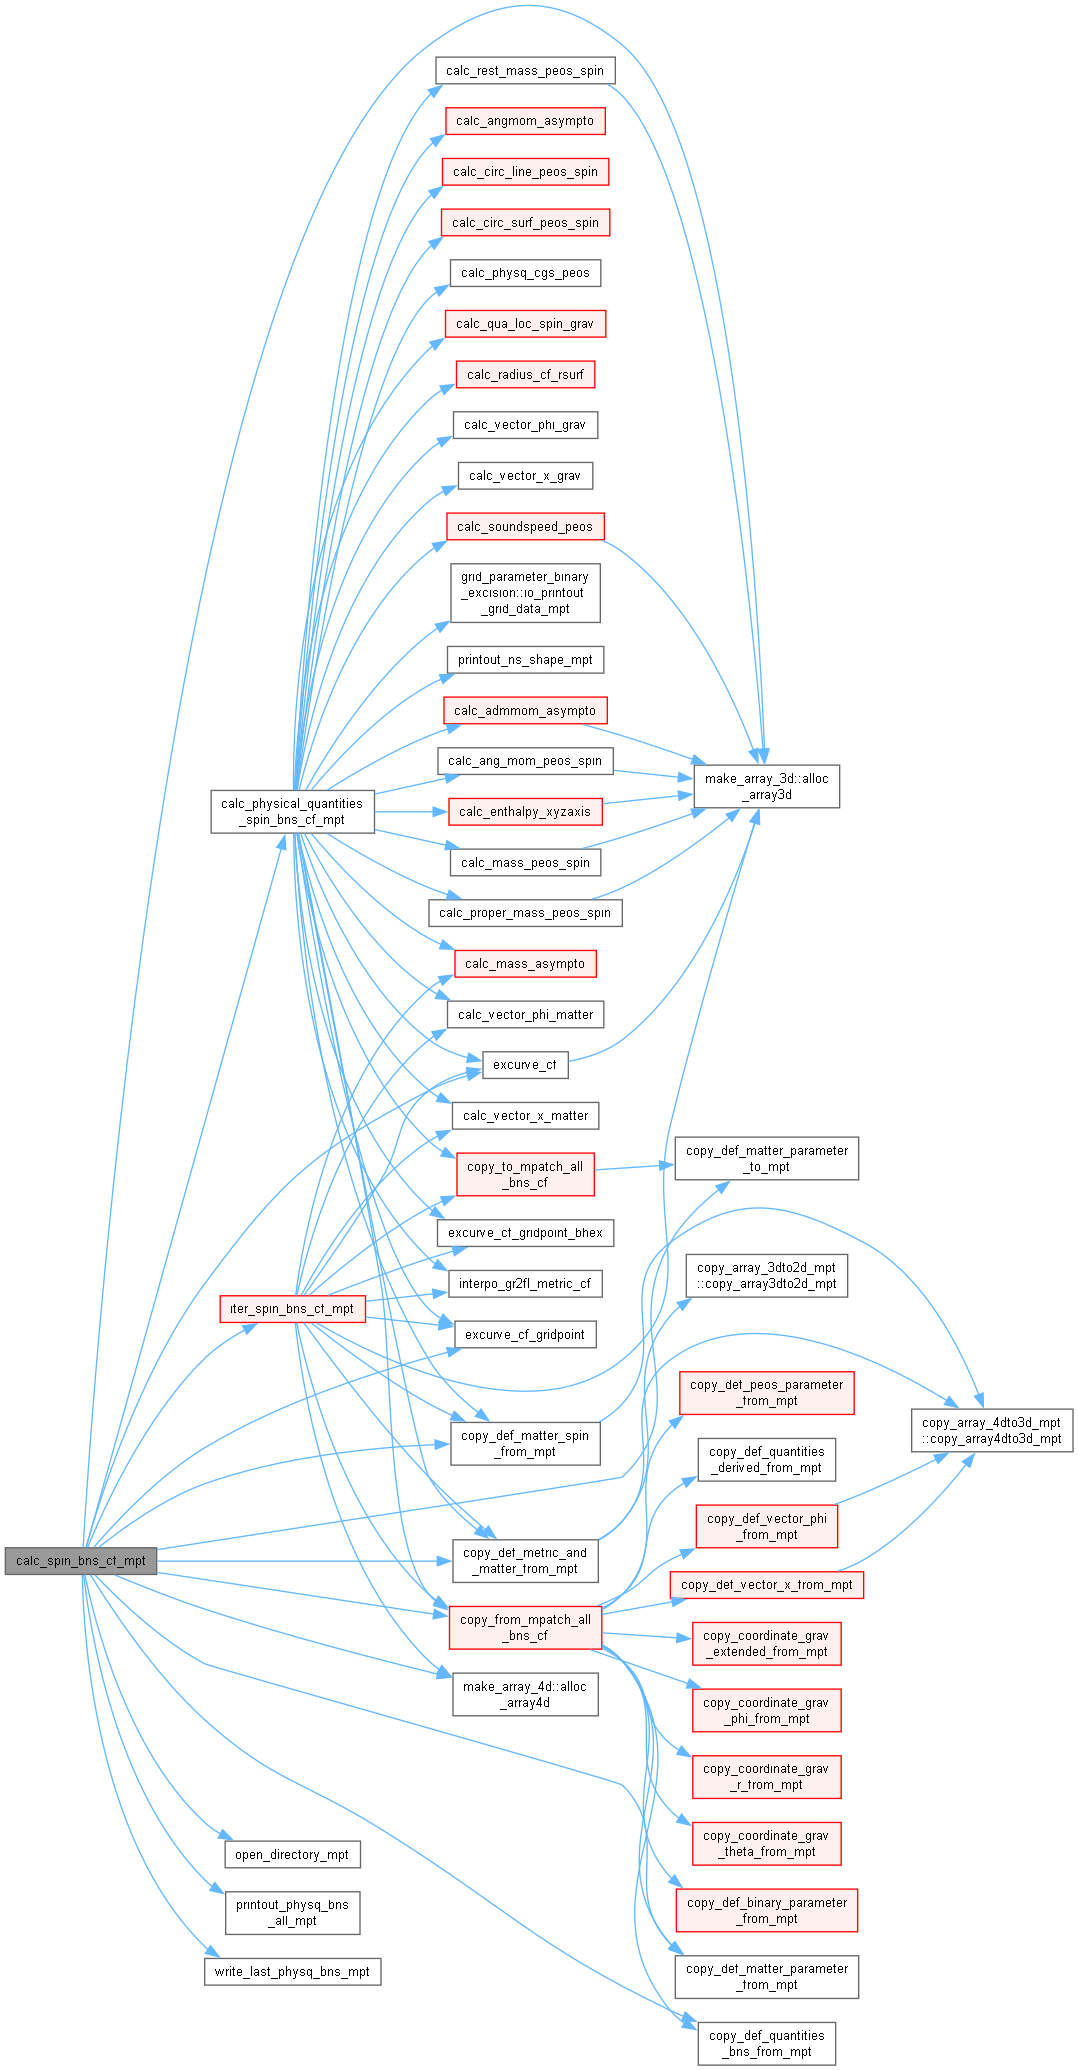 calc_rest_mass_peos_spin
calc_angmom_asympto
calc_circ_line_peos_spin
calc_circ_surf_peos_spin
calc_physq_cgs_peos
calc_qua_loc_spin_grav
calc_radius_cf_rsurf
calc_vector_phi_grav
calc_vector_x_grav
calc_soundspeed_peos
grid_parameter_binary
_excision::io_printout
_grid_data_mpt
printout_ns_shape_mpt
calc_admmom_asympto
calc_ang_mom_peos_spin
make_array_3d::alloc
_array3d
calc_physical_quantities
_spin_bns_cf_mpt
calc_enthalpy_xyzaxis
calc_mass_peos_spin
calc_proper_mass_peos_spin
calc_mass_asympto
calc_vector_phi_matter
excurve_cf
calc_vector_x_matter
copy_to_mpatch_all
_bns_cf
copy_def_matter_parameter
_to_mpt
excurve_cf_gridpoint_bhex
copy_array_3dto2d_mpt
::copy_array3dto2d_mpt
interpo_gr2fl_metric_cf
iter_spin_bns_cf_mpt
excurve_cf_gridpoint
copy_def_peos_parameter
_from_mpt
copy_array_4dto3d_mpt
::copy_array4dto3d_mpt
copy_def_matter_spin
_from_mpt
copy_def_quantities
_derived_from_mpt
copy_def_vector_phi
_from_mpt
calc_spin_bns_cf_mpt
copy_def_metric_and
_matter_from_mpt
copy_def_vector_x_from_mpt
copy_from_mpatch_all
_bns_cf
copy_coordinate_grav
_extended_from_mpt
make_array_4d::alloc
_array4d
copy_coordinate_grav
_phi_from_mpt
copy_coordinate_grav
_r_from_mpt
copy_coordinate_grav
_theta_from_mpt
open_directory_mpt
copy_def_binary_parameter
_from_mpt
printout_physq_bns
_all_mpt
write_last_physq_bns_mpt
copy_def_matter_parameter
_from_mpt
copy_def_quantities
_bns_from_mpt